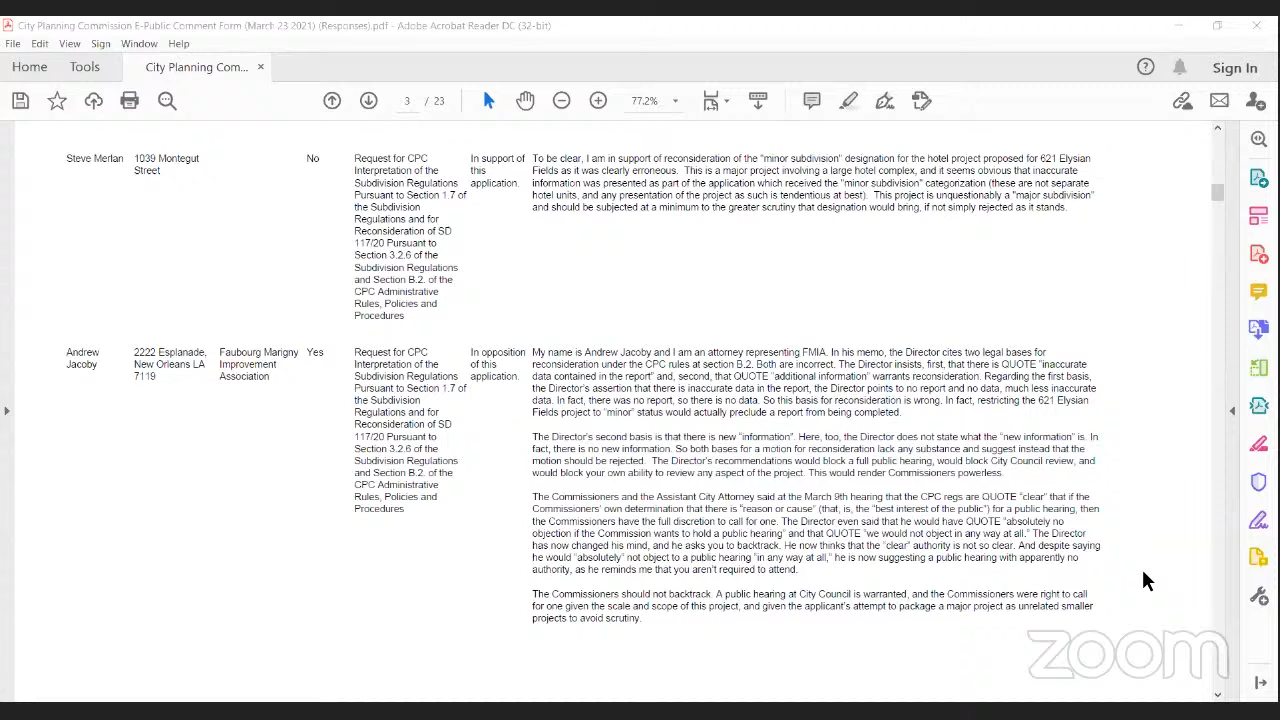 City Planning Commission E-Public Comment Form (March 23 2021) (Responses).pdf - Adobe Acrobat Reader DC (32-bit)
File Edit View Sign Window Help
Home Tools City Planning Com... × Sign In
3 / 23 77.2%
Steve Merlan 1039 Montegut Street No
Request for CPC
Interpretation of the
Subdivision Regulations
Pursuant to Section 1.7 of
the Subdivision
Regulations and for
Reconsideration of SD
117/20 Pursuant to
Section 3.2.6 of the
Subdivision Regulations
and Section B.2. of the
CPC Administrative
Rules, Policies and
Procedures
In support of
this
application.
To be clear, I am in support of reconsideration of the "minor subdivision" designation for the hotel project proposed for 621 Elysian
Fields as it was clearly erroneous. This is a major project involving a large hotel complex, and it seems obvious that inaccurate
information was presented as part of the application which received the "minor subdivision" categorization (these are not separate
hotel units, and any presentation of the project as such is tendentious at best). This project is unquestionably a "major subdivision"
and should be subjected at a minimum to the greater scrutiny that designation would bring, if not simply rejected as it stands.
Andrew
Jacoby
2222 Esplanade,
New Orleans LA
7119
Faubourg Marigny
Improvement
Association
Yes
Request for CPC
Interpretation of the
Subdivision Regulations
Pursuant to Section 1.7 of
the Subdivision
Regulations and for
Reconsideration of SD
117/20 Pursuant to
Section 3.2.6 of the
Subdivision Regulations
and Section B.2. of the
CPC Administrative
Rules, Policies and
Procedures
In opposition
of this
application.
My name is Andrew Jacoby and I am an attorney representing FMIA. In his memo, the Director cites two legal bases for
reconsideration under the CPC rules at section B.2. Both are incorrect. The Director insists, first, that there is QUOTE “inaccurate
data contained in the report” and, second, that QUOTE “additional information” warrants reconsideration. Regarding the first basis,
the Director’s assertion that there is inaccurate data in the report, the Director points to no report and no data, much less inaccurate
data. In fact, there was no report, so there is no data. So this basis for reconsideration is wrong. In fact, restricting the 621 Elysian
Fields project to “minor” status would actually preclude a report from being completed.
The Director’s second basis is that there is new “information”. Here, too, the Director does not state what the “new information” is. In
fact, there is no new information. So both bases for a motion for reconsideration lack any substance and suggest instead that the
motion should be rejected. The Director’s recommendations would block a full public hearing, would block City Council review, and
would block your own ability to review any aspect of the project. This would render Commissioners powerless.
The Commissioners and the Assistant City Attorney said at the March 9th hearing that the CPC regs are QUOTE “clear” that if the
Commissioners’ own determination that there is “reason or cause” (that, is, the “best interest of the public”) for a public hearing, then
the Commissioners have the full discretion to call for one. The Director even said that he would have QUOTE “absolutely no
objection if the Commission wants to hold a public hearing” and that QUOTE “we would not object in any way at all.” The Director
has now changed his mind, and he asks you to backtrack. He now thinks that the “clear” authority is not so clear. And despite saying
he would “absolutely” not object to a public hearing “in any way at all,” he is now suggesting a public hearing with apparently no
authority, as he reminds me that you aren’t required to attend.
The Commissioners should not backtrack. A public hearing at City Council is warranted, and the Commissioners were right to call
for one given the scale and scope of this project, and given the applicant’s attempt to package a major project as unrelated smaller
projects to avoid scrutiny.
zoom